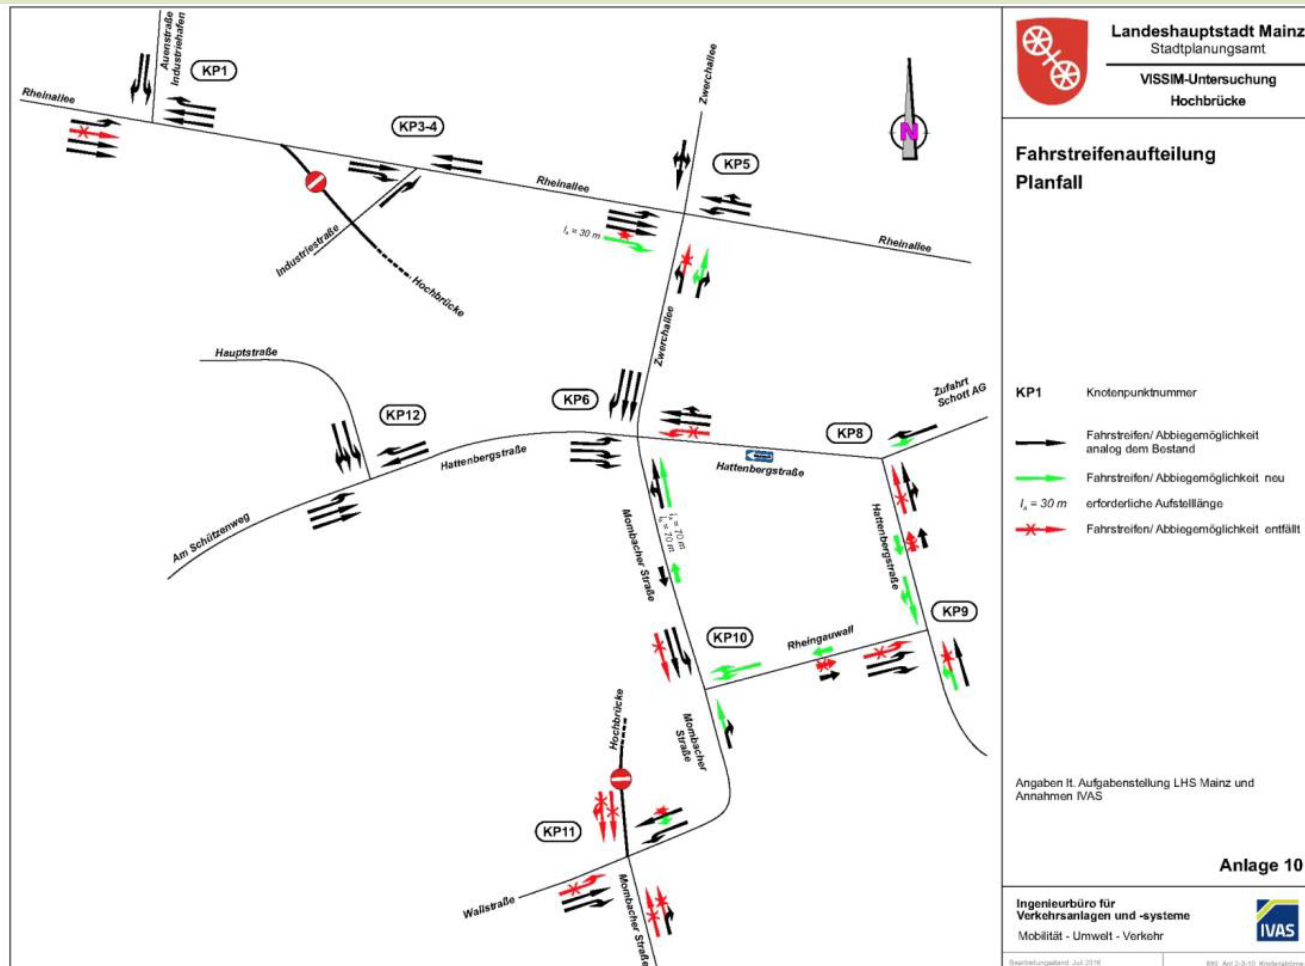 Auenstraße
Industriehafen
KP1
Rheinallee
KP3-4
Zwerchallee
KP5
N
Rheinallee
l = 30 m
Rheinallee
Industriestraße
Hochbrücke
Zwerchallee
Hauptstraße
KP12
KP6
KP8
Zufahrt
Schott AG
Hattenbergstraße
Hattenbergstraße
Am Schützenweg
Mombacher Straße
l = 70 m
l = 70 m
Hattenbergstraße
KP9
KP10
Rheingauwall
Hochbrücke
Mombacher
Straße
KP11
Wallstraße
Mombacher Straße
Landeshauptstadt Mainz
Stadtplanungsamt
VISSIM-Untersuchung
Hochbrücke
Fahrstreifenaufteilung
Planfall
KP1 Knotenpunktnummer
Fahrstreifen/ Abbiegemöglichkeit
analog dem Bestand
Fahrstreifen/ Abbiegemöglichkeit neu
l = 30 m erforderliche Aufstelllänge
Fahrstreifen/ Abbiegemöglichkeit entfällt
Angaben lt. Aufgabenstellung LHS Mainz und
Annahmen IVAS
Anlage 10
Ingenieurbüro für
Verkehrsanlagen und -systeme
Mobilität - Umwelt - Verkehr
IVAS
Bearbeitungsstand: Juli 2016